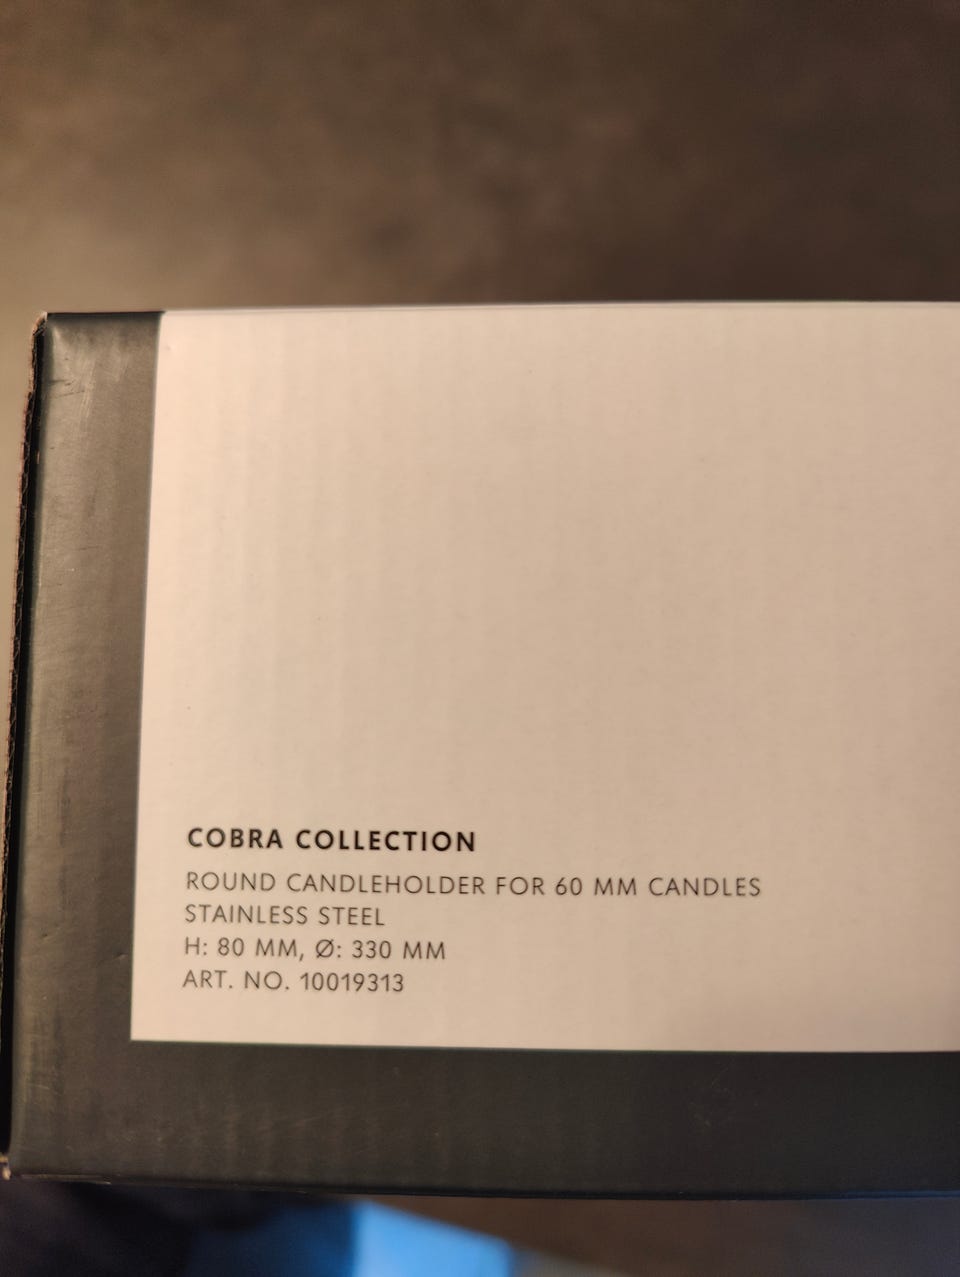 COBRA COLLECTION
ROUND CANDLEHOLDER FOR 60 MM CANDLES
STAINLESS STEEL
H: 80 MM, Ø: 330 MM
ART. NO. 10019313